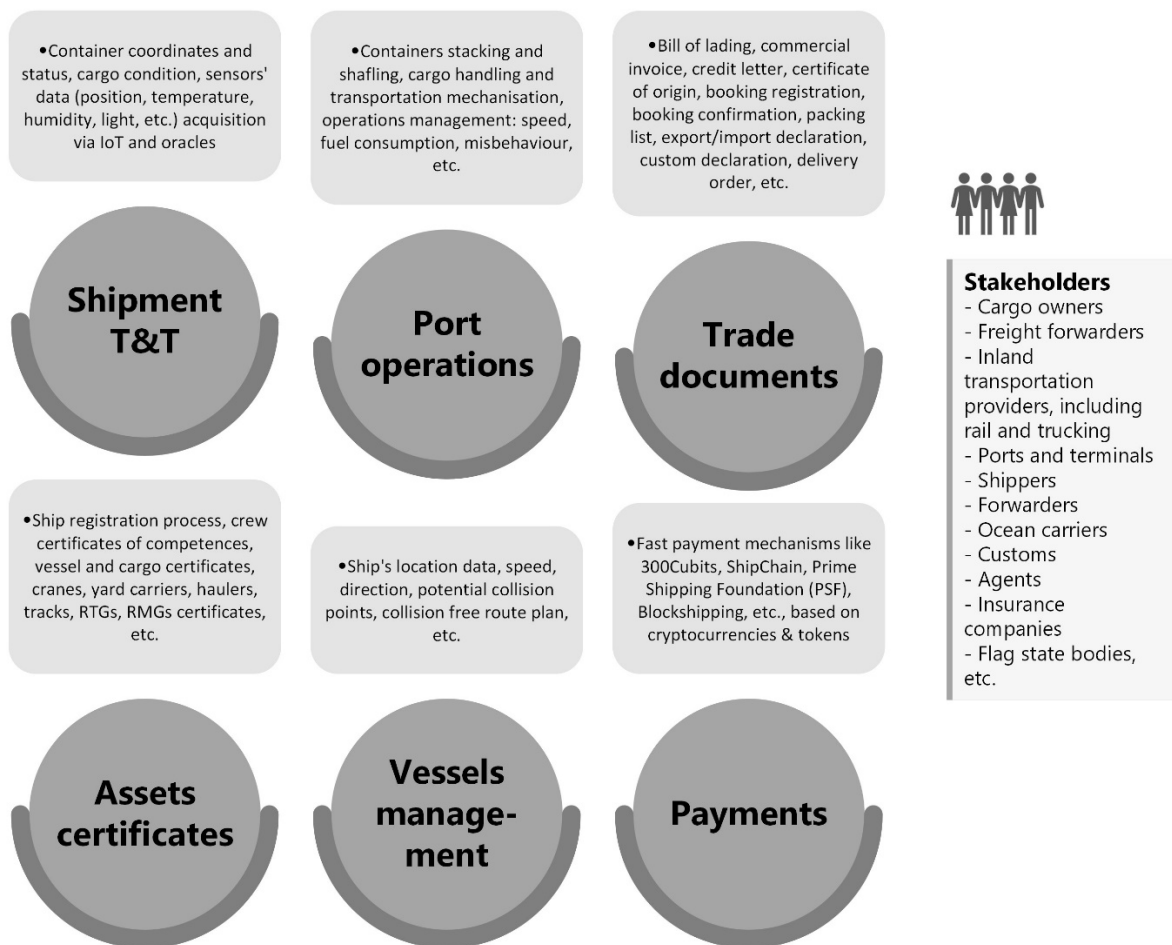 •Container coordinates and
status, cargo condition, sensors'
data (position, temperature,
humidity, light, etc.) acquisition
via IoT and oracles
Shipment
T&T
•Containers stacking and
shafling, cargo handling and
transportation mechanisation,
operations management: speed,
fuel consumption, misbehaviour,
etc.
Port
operations
•Bill of lading, commercial
invoice, credit letter, certificate
of origin, booking registration,
booking confirmation, packing
list, export/import declaration,
custom declaration, delivery
order, etc.
Trade
documents
•Ship registration process, crew
certificates of competences,
vessel and cargo certificates,
cranes, yard carriers, haulers,
tracks, RTGs, RMGs certificates,
etc.
Assets
certificates
•Ship's location data, speed,
direction, potential collision
points, collision free route plan,
etc.
Vessels
manage-
ment
•Fast payment mechanisms like
300Cubits, ShipChain, Prime
Shipping Foundation (PSF),
Blockshipping, etc., based on
cryptocurrencies & tokens
Payments
Stakeholders
- Cargo owners
- Freight forwarders
- Inland
transportation
providers, including
rail and trucking
- Ports and terminals
- Shippers
- Forwarders
- Ocean carriers
- Customs
- Agents
- Insurance
companies
- Flag state bodies,
etc.